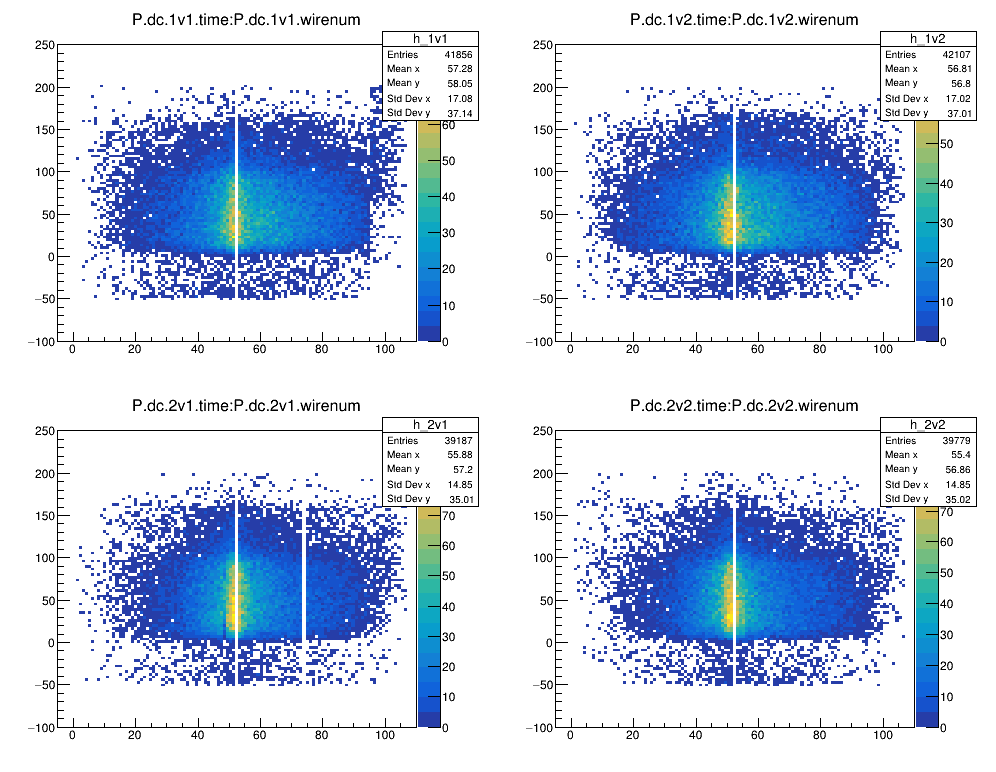 P.dc.1v1.time:P.dc.1v1.wirenum
h_1v1
Entries 41856
Mean x 57.28
Mean y 58.05
Std Dev x 17.08
Std Dev y 37.14
250
200
150
100
50
0
−50
−100
0 20 40 60 80 100
60
50
40
30
20
10
0
P.dc.1v2.time:P.dc.1v2.wirenum
h_1v2
Entries 42107
Mean x 56.81
Mean y 56.8
Std Dev x 17.02
Std Dev y 37.01
250
200
150
100
50
0
−50
−100
0 20 40 60 80 100
50
40
30
20
10
0
P.dc.2v1.time:P.dc.2v1.wirenum
h_2v1
Entries 39187
Mean x 55.88
Mean y 57.2
Std Dev x 14.85
Std Dev y 35.01
250
200
150
100
50
0
−50
−100
0 20 40 60 80 100
70
60
50
40
30
20
10
0
P.dc.2v2.time:P.dc.2v2.wirenum
h_2v2
Entries 39779
Mean x 55.4
Mean y 56.86
Std Dev x 14.85
Std Dev y 35.02
250
200
150
100
50
0
−50
−100
0 20 40 60 80 100
70
60
50
40
30
20
10
0